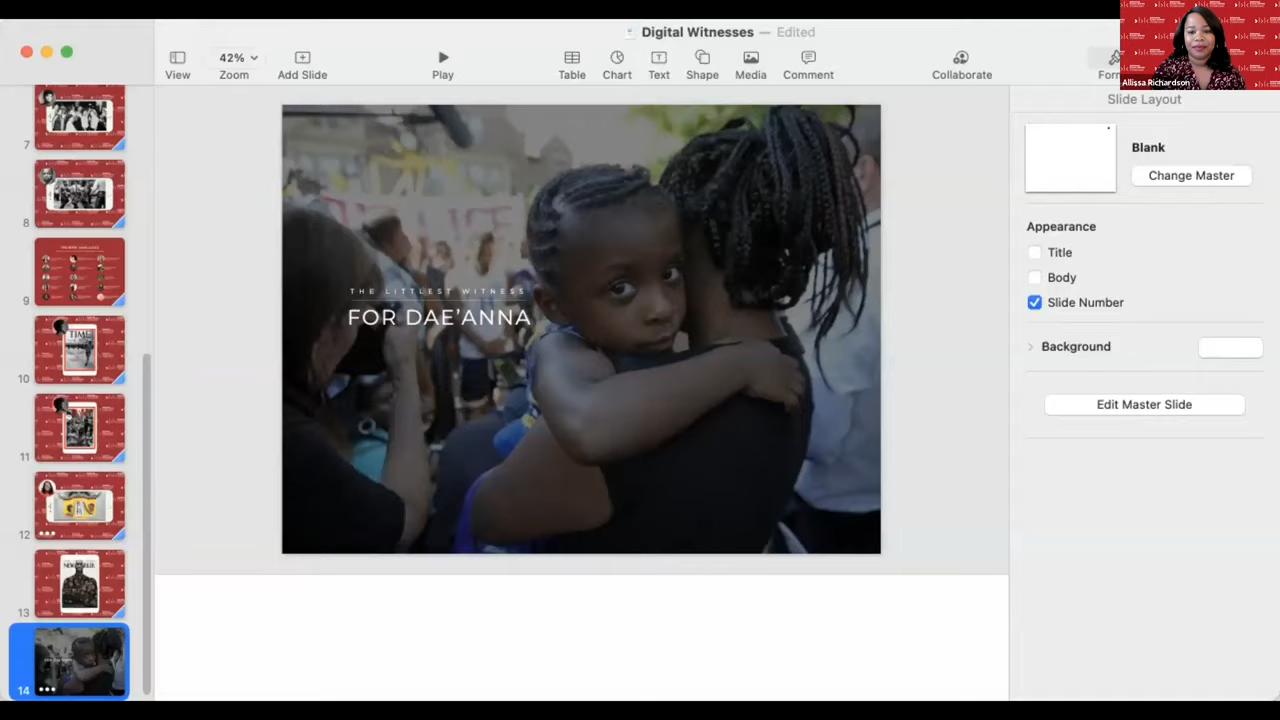 Digital Witnesses — Edited
View
42%
Zoom
Add Slide
Play
Table
Chart
Text
Shape
Media
Comment
Collaborate
Allissa Richardson
Slide Layout
Blank
Change Master
Appearance
Title
Body
Slide Number
Background
Edit Master Slide
THE LITTLEST WITNESS
FOR DAE'ANNA
7
8
9
10
TIME
11
12
13
14